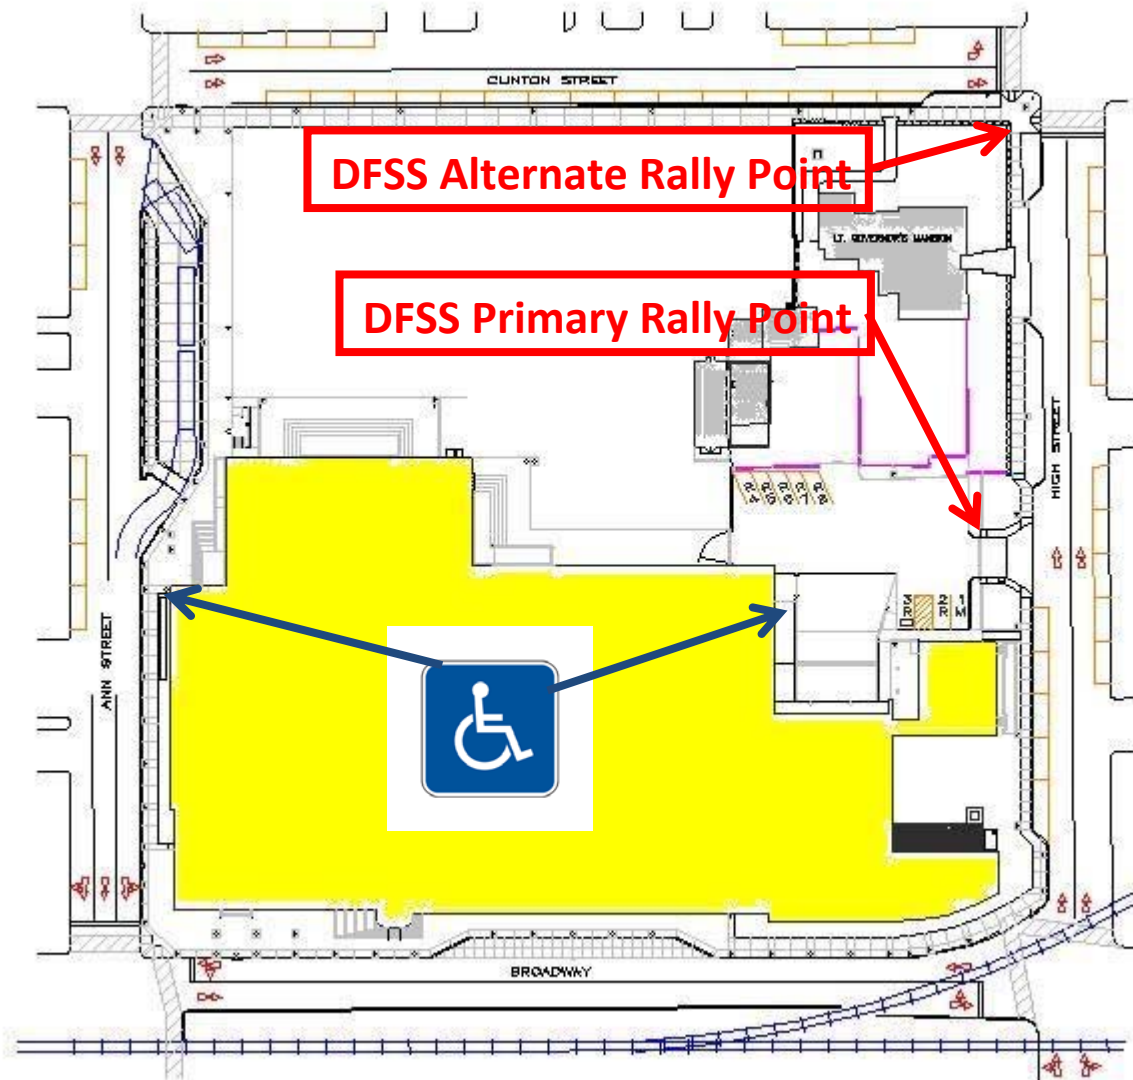 CLINTON STREET
DFSS Alternate Rally Point
LT. GOVERNOR'S MANSION
DFSS Primary Rally Point
HIGH STREET
ANN STREET
BROADWAY